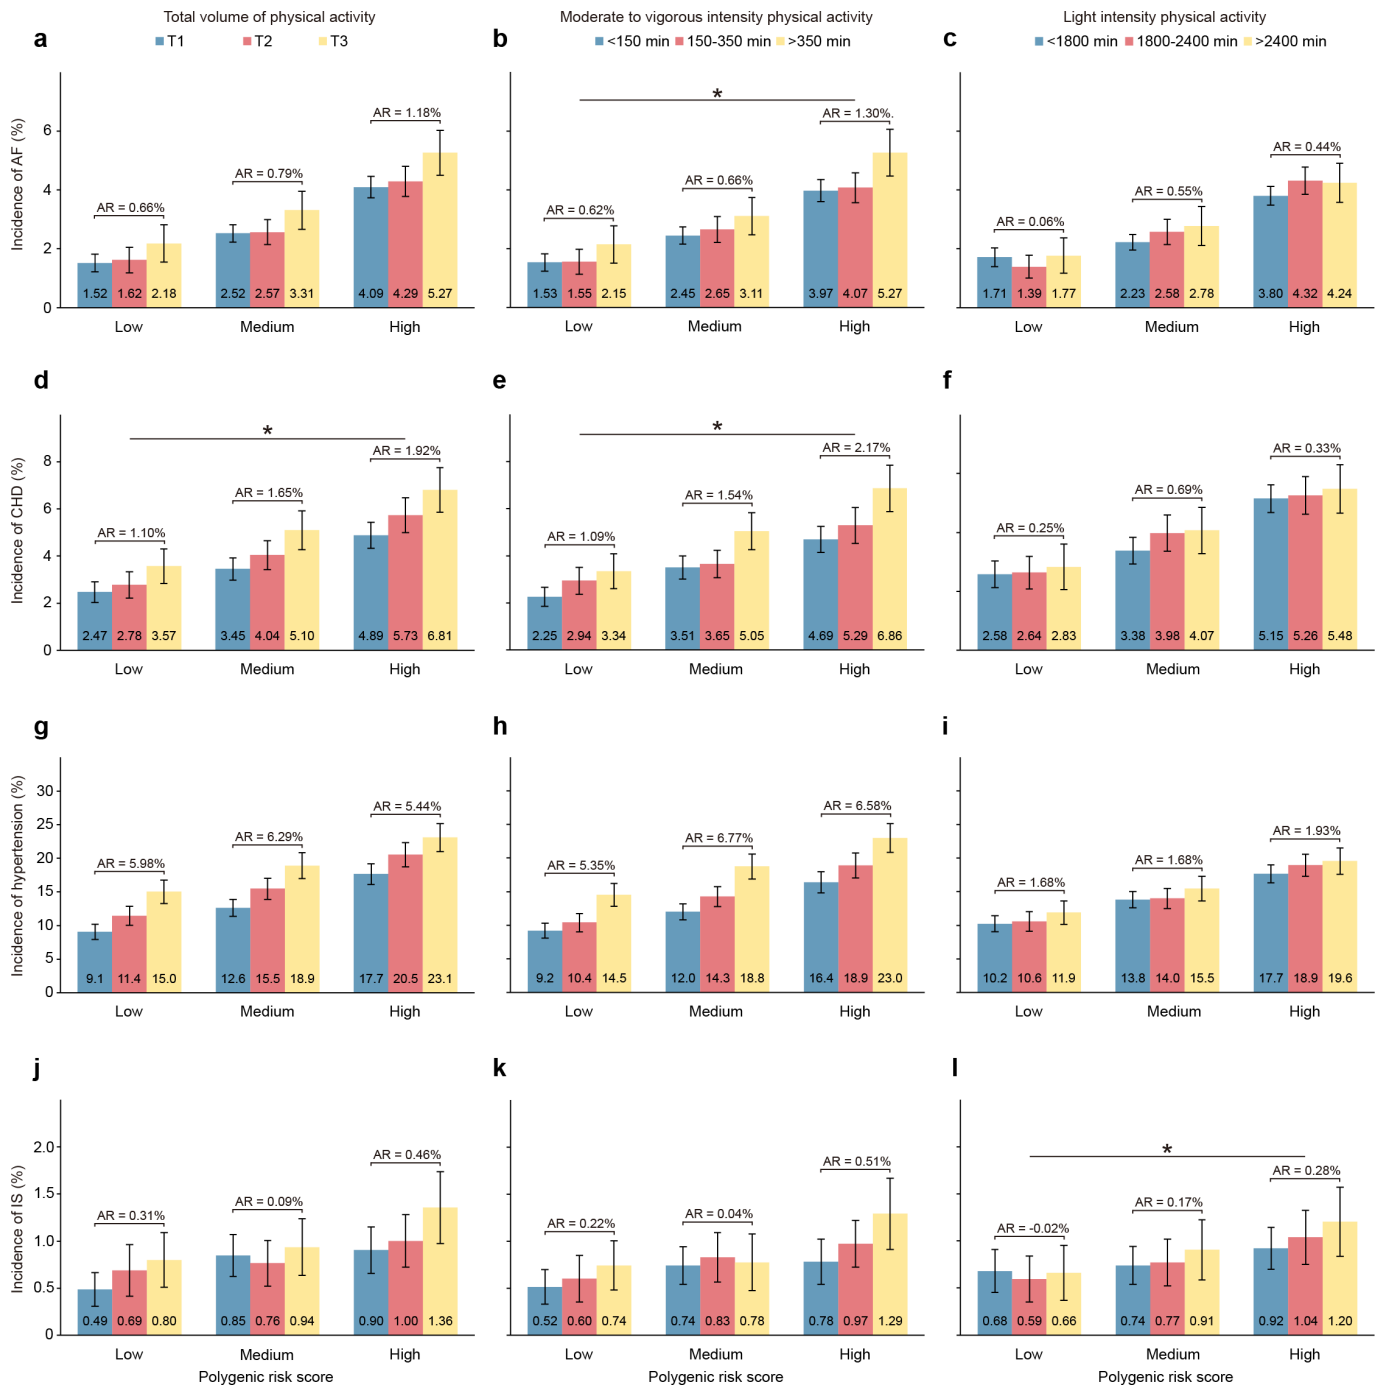 Total volume of physical activity
T1 T2 T3
Moderate to vigorous intensity physical activity
<150 min 150-350 min >350 min
Light intensity physical activity
<1800 min 1800-2400 min >2400 min
a
Incidence of AF (%)
6
4
2
0
AR = 0.66%
AR = 0.79%
AR = 1.18%
1.52 1.62 2.18 2.52 2.57 3.31 4.09 4.29 5.27
Low Medium High
b
*
AR = 0.62%
AR = 0.66%
AR = 1.30%.
1.53 1.55 2.15 2.45 2.65 3.11 3.97 4.07 5.27
Low Medium High
c
AR = 0.06%
AR = 0.55%
AR = 0.44%
1.71 1.39 1.77 2.23 2.58 2.78 3.80 4.32 4.24
Low Medium High
d
Incidence of CHD (%)
8
6
4
2
0
*
AR = 1.10%
AR = 1.65%
AR = 1.92%
2.47 2.78 3.57 3.45 4.04 5.10 4.89 5.73 6.81
Low Medium High
e
*
AR = 1.09%
AR = 1.54%
AR = 2.17%
2.25 2.94 3.34 3.51 3.65 5.05 4.69 5.29 6.86
Low Medium High
f
AR = 0.25%
AR = 0.69%
AR = 0.33%
2.58 2.64 2.83 3.38 3.98 4.07 5.15 5.26 5.48
Low Medium High
g
Incidence of hypertension (%)
30
25
20
15
10
5
0
AR = 5.98%
AR = 6.29%
AR = 5.44%
9.1 11.4 15.0 12.6 15.5 18.9 17.7 20.5 23.1
Low Medium High
h
AR = 5.35%
AR = 6.77%
AR = 6.58%
9.2 10.4 14.5 12.0 14.3 18.8 16.4 18.9 23.0
Low Medium High
i
AR = 1.68%
AR = 1.68%
AR = 1.93%
10.2 10.6 11.9 13.8 14.0 15.5 17.7 18.9 19.6
Low Medium High
j
Incidence of IS (%)
2.0
1.5
1.0
0.5
0
AR = 0.31%
AR = 0.09%
AR = 0.46%
0.49 0.69 0.80 0.85 0.76 0.94 0.90 1.00 1.36
Low Medium High
Polygenic risk score
k
AR = 0.22%
AR = 0.04%
AR = 0.51%
0.52 0.60 0.74 0.74 0.83 0.78 0.78 0.97 1.29
Low Medium High
Polygenic risk score
l
*
AR = -0.02%
AR = 0.17%
AR = 0.28%
0.68 0.59 0.66 0.74 0.77 0.91 0.92 1.04 1.20
Low Medium High
Polygenic risk score